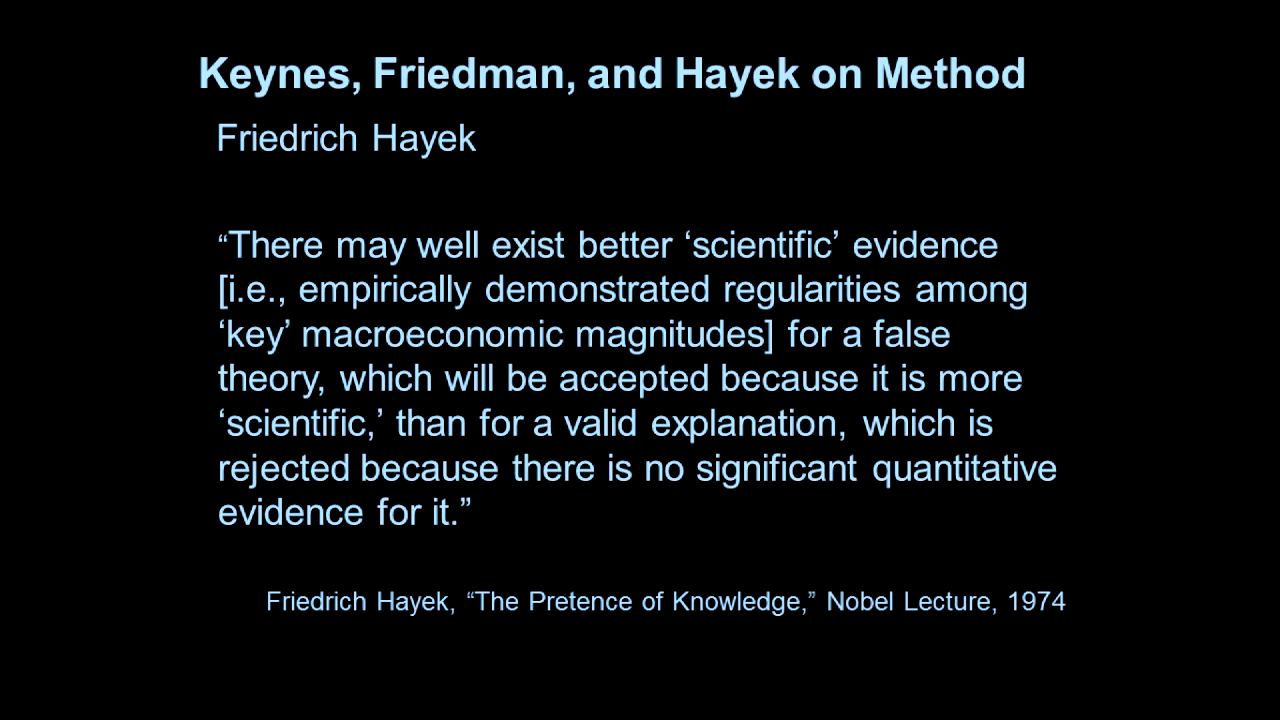 Keynes, Friedman, and Hayek on Method
Friedrich Hayek
“There may well exist better ‘scientific’ evidence
[i.e., empirically demonstrated regularities among
‘key’ macroeconomic magnitudes] for a false
theory, which will be accepted because it is more
‘scientific,’ than for a valid explanation, which is
rejected because there is no significant quantitative
evidence for it.”
Friedrich Hayek, “The Pretence of Knowledge,” Nobel Lecture, 1974